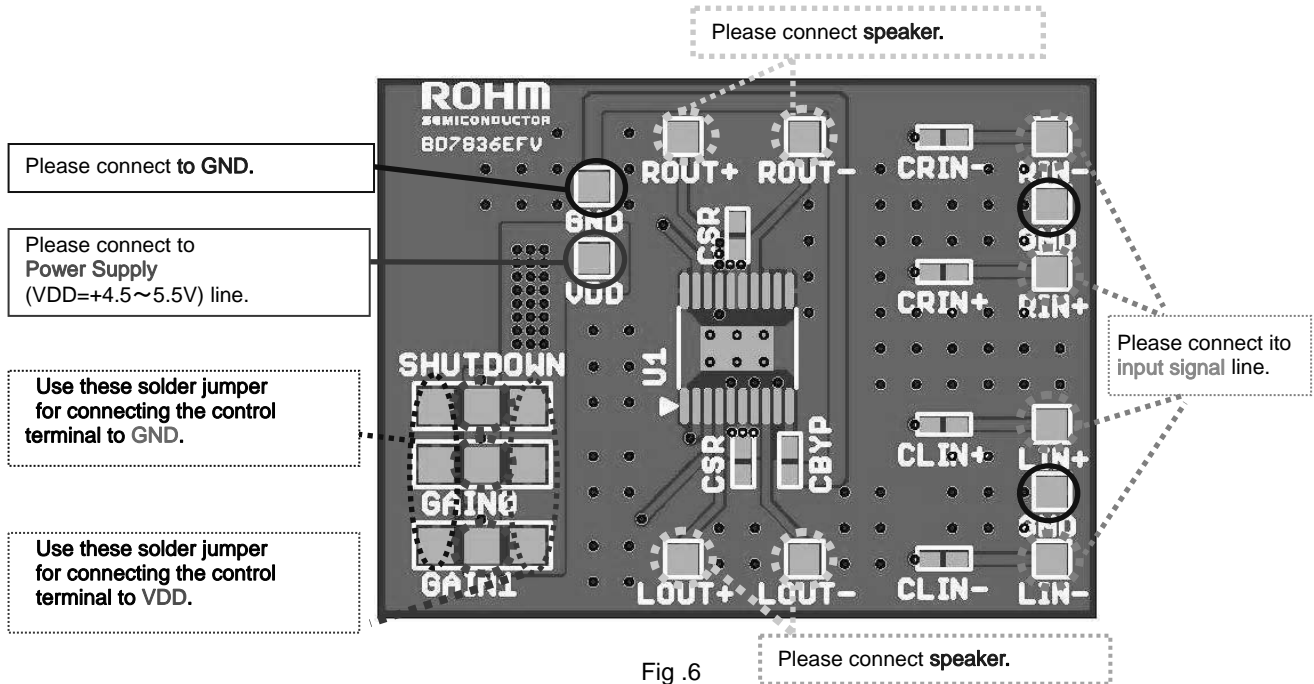 Please connect speaker.
ROHM
SEMICONDUCTOR
BD7836EFV
Please connect to GND.
ROUT+ ROUT- CRIN- RIN-
GND
GND
CSR
Please connect to
Power Supply
(VDD=+4.5～5.5V) line.
VDD
CRIN+ RIN+
U1
Please connect ito
input signal line.
SHUTDOWN
Use these solder jumper
for connecting the control
terminal to GND.
CSR
CBYP
CLIN+ LIN+
GAIN0
GND
Use these solder jumper
for connecting the control
terminal to VDD.
GAIN1
LOUT+ LOUT- CLIN- LIN-
Please connect speaker.
Fig .6